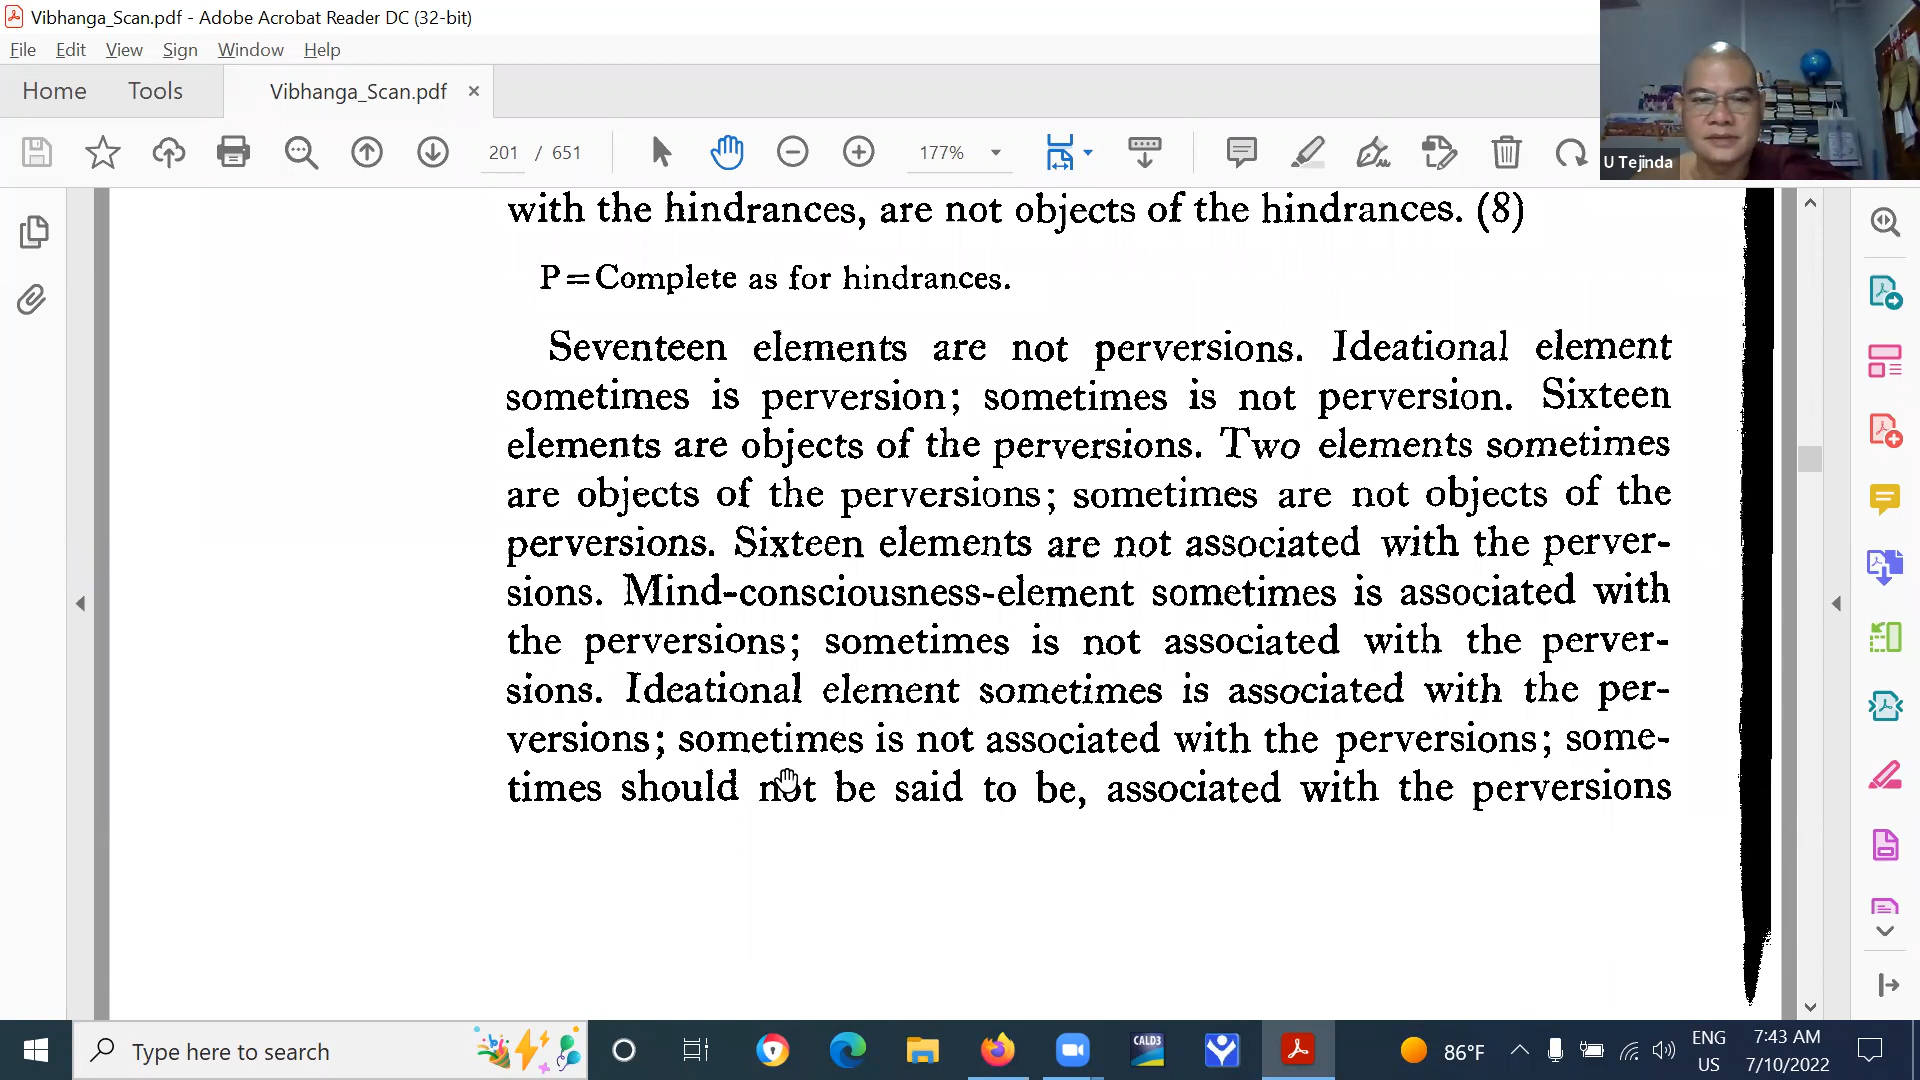 Vibhanga_Scan.pdf - Adobe Acrobat Reader DC (32-bit)
File Edit View Sign Window Help
Home Tools Vibhanga_Scan.pdf ×
201 / 651 177%
U Tejinda
with the hindrances, are not objects of the hindrances. (8)
P=Complete as for hindrances.
Seventeen elements are not perversions. Ideational element
sometimes is perversion; sometimes is not perversion. Sixteen
elements are objects of the perversions. Two elements sometimes
are objects of the perversions; sometimes are not objects of the
perversions. Sixteen elements are not associated with the perver-
sions. Mind-consciousness-element sometimes is associated with
the perversions; sometimes is not associated with the perver-
sions. Ideational element sometimes is associated with the per-
versions; sometimes is not associated with the perversions; some-
times should not be said to be, associated with the perversions
Type here to search
CALD3
86°F
ENG
US
7:43 AM
7/10/2022